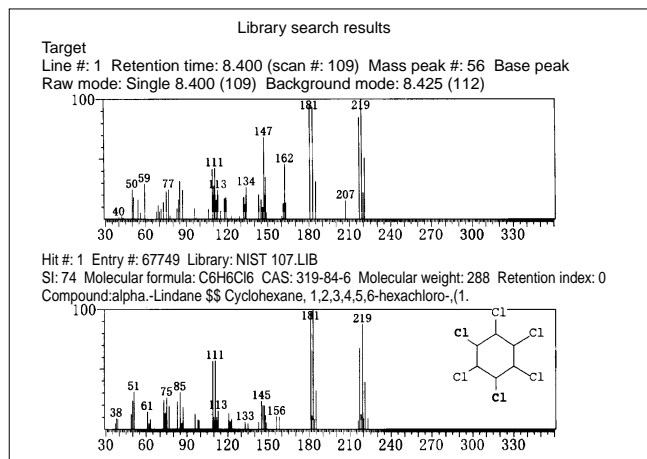 Library search results
Target
Line #: 1 Retention time: 8.400 (scan #: 109) Mass peak #: 56 Base peak
Raw mode: Single 8.400 (109) Background mode: 8.425 (112)
100
181
219
147
162
111
113
134
59
50
77
40
207
30 60 90 120 150 180 210 240 270 300 330
Hit #: 1 Entry #: 67749 Library: NIST 107.LIB
SI: 74 Molecular formula: C6H6Cl6 CAS: 319-84-6 Molecular weight: 288 Retention index: 0
Compound:alpha.-Lindane $$ Cyclohexane, 1,2,3,4,5,6-hexachloro-,(1.
100
181
219
111
51
75
85
145
61
113
38
133
156
Cl
Cl
Cl
Cl
Cl
Cl
30 60 90 120 150 180 210 240 270 300 330